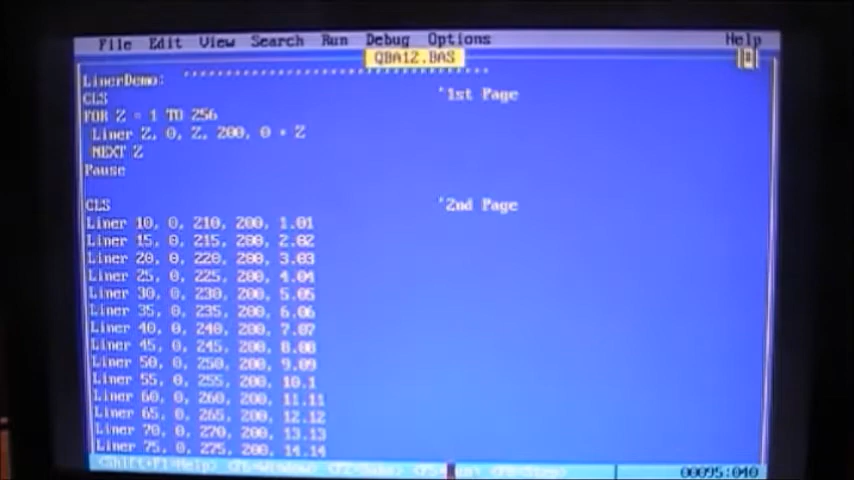 File Edit View Search Run Debug Options Help
QBA12.BAS
LinerDemo:
CLS '1st Page
FOR Z = 1 TO 256
Liner Z, 0, Z, 200, 0 + Z
NEXT Z
Pause
CLS '2nd Page
Liner 10, 0, 210, 200, 1.01
Liner 15, 0, 215, 200, 2.02
Liner 20, 0, 220, 200, 3.03
Liner 25, 0, 225, 200, 4.04
Liner 30, 0, 230, 200, 5.05
Liner 35, 0, 235, 200, 6.06
Liner 40, 0, 240, 200, 7.07
Liner 45, 0, 245, 200, 8.08
Liner 50, 0, 250, 200, 9.09
Liner 55, 0, 255, 200, 10.1
Liner 60, 0, 260, 200, 11.11
Liner 65, 0, 265, 200, 12.12
Liner 70, 0, 270, 200, 13.13
Liner 75, 0, 275, 200, 14.14
<Shift+F1=Help> 00095:040